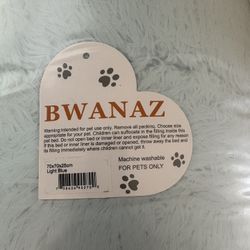 BWANAZ
Warning:Intended for pet use only. Remove all packing. Choose size
appropriate for your pet. Children can suffocate in the filling inside this
pet bed. Do not open bed or inner liner and expose filling for any reason.
If this bed or inner liner is damaged or opened, throw away the bed and
its filling immediately where children cannot get it.
Machine washable
FOR PETS ONLY
70x70x25cm
Light Blue